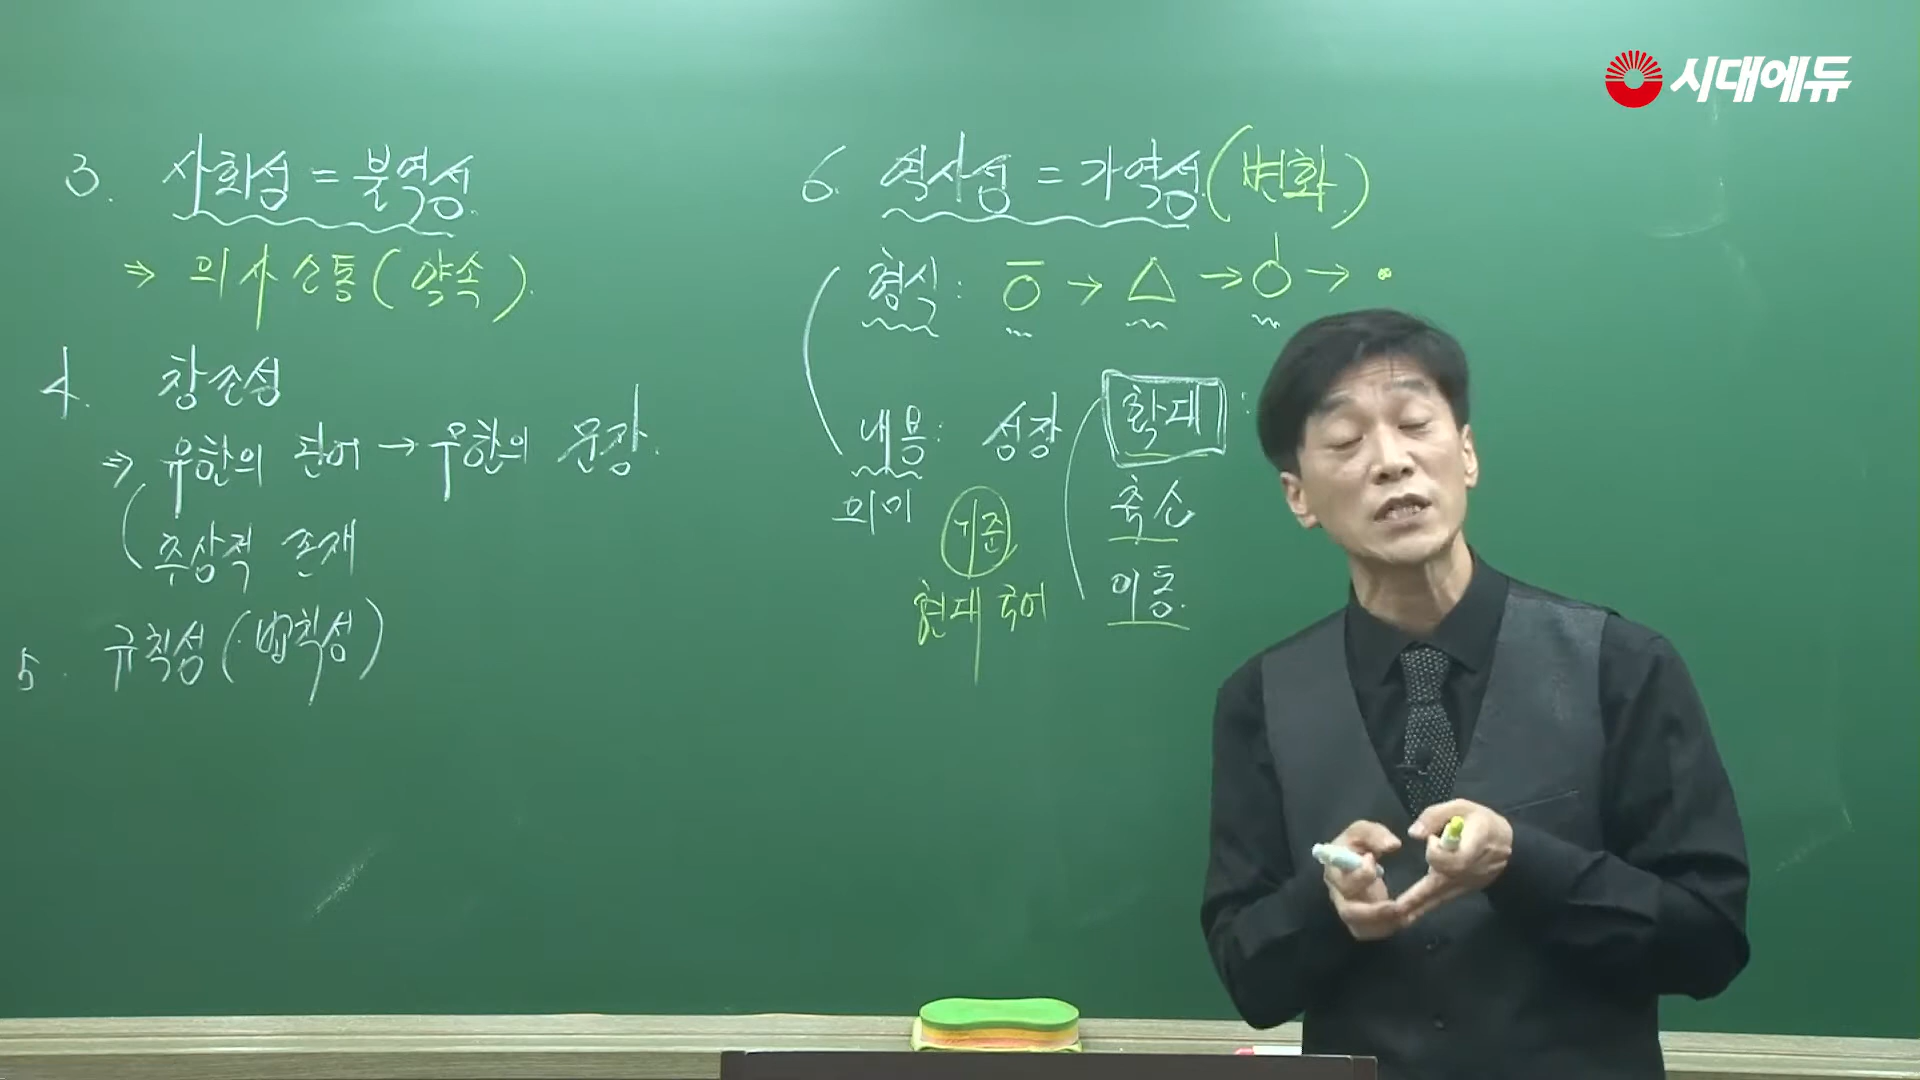 시대에듀
3. 사회성 = 불역성.
⇒ 의사소통 (약속).
4. 창조성
⇒ 유한의 단어 → 무한의 문장.
추상적 존재
5. 규칙성 (법칙성)
6. 역사성 = 가역성 (변화)
형식: ㆆ → ㅿ → ㆁ → ㆍ
내용: 성장 확대 :
의미 축소
기준 이동.
현대 국어